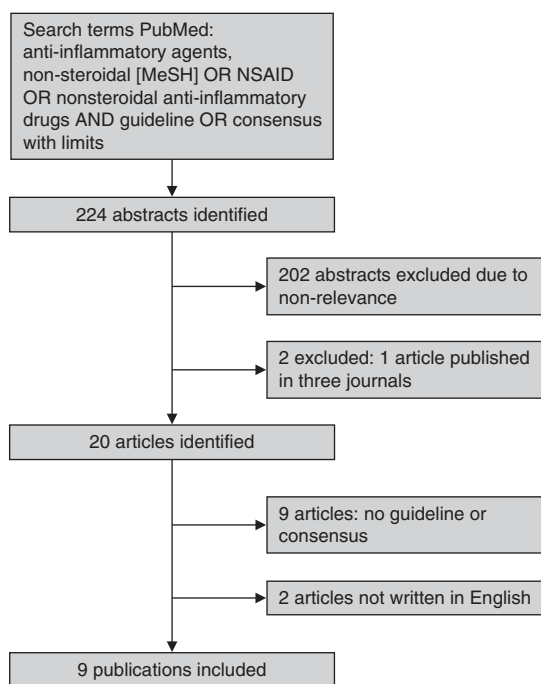 Search terms PubMed:
anti-inflammatory agents,
non-steroidal [MeSH] OR NSAID
OR nonsteroidal anti-inflammatory
drugs AND guideline OR consensus
with limits
224 abstracts identified
202 abstracts excluded due to
non-relevance
2 excluded: 1 article published
in three journals
20 articles identified
9 articles: no guideline or
consensus
2 articles not written in English
9 publications included